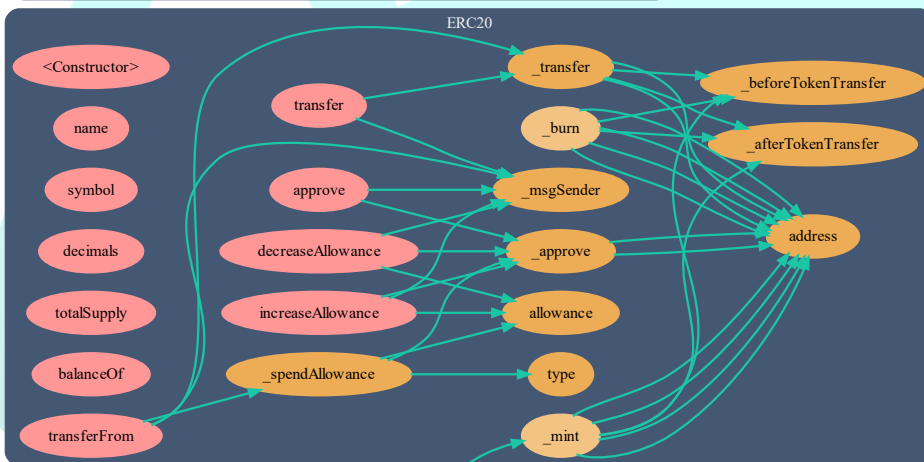 ERC20
<Constructor>
name
symbol
decimals
totalSupply
balanceOf
transferFrom
transfer
approve
decreaseAllowance
increaseAllowance
_spendAllowance
_transfer
_burn
_msgSender
_approve
allowance
type
_mint
_beforeTokenTransfer
_afterTokenTransfer
address